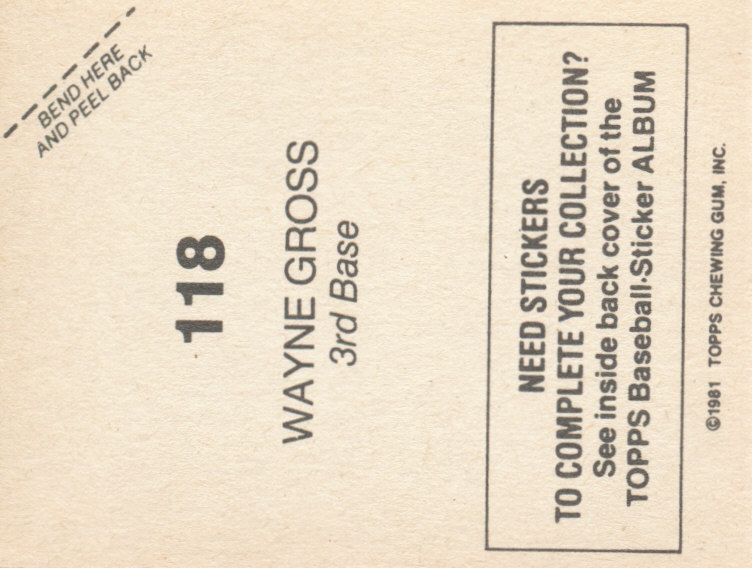 BEND HERE
AND PEEL BACK
118
WAYNE GROSS
3rd Base
NEED STICKERS
TO COMPLETE YOUR COLLECTION?
See inside back cover of the
TOPPS Baseball·Sticker ALBUM
©1981 TOPPS CHEWING GUM, INC.